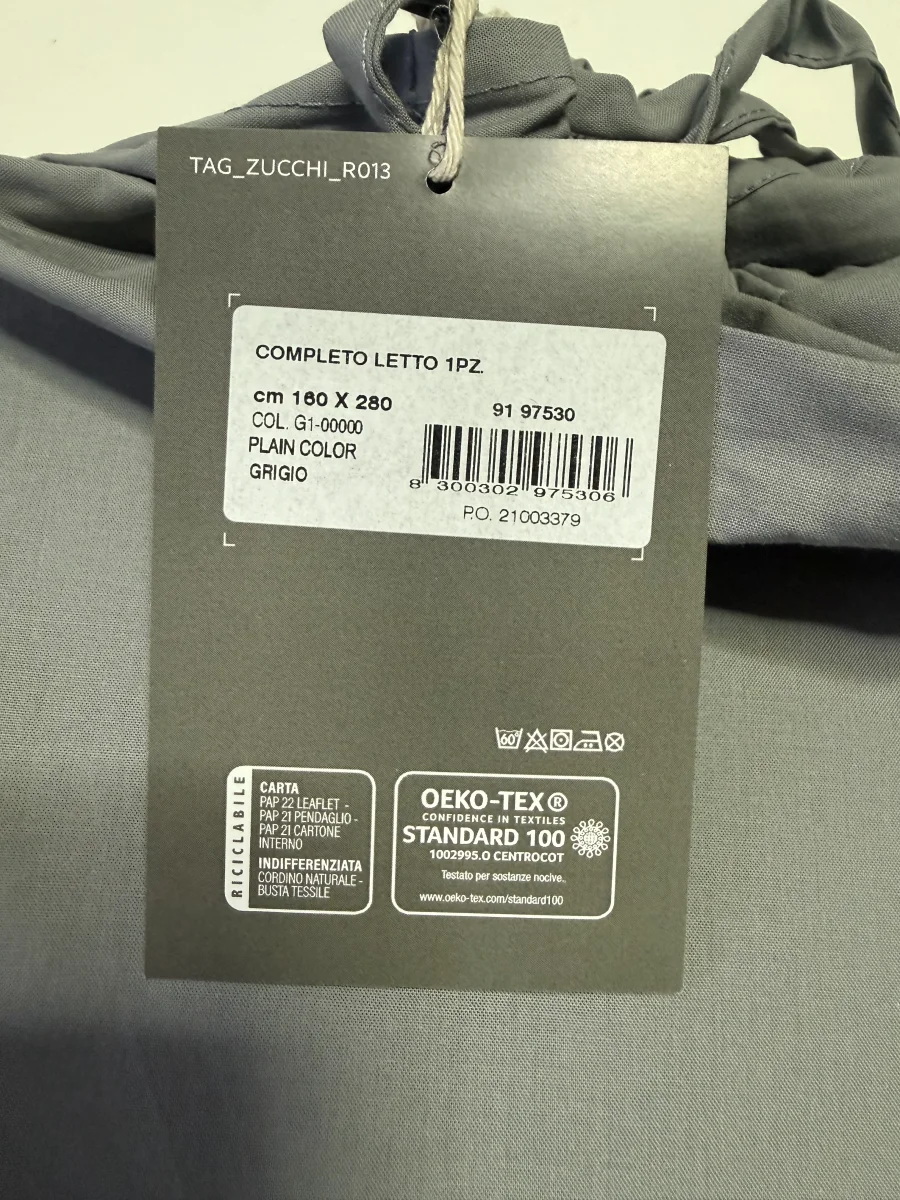 TAG_ZUCCHI_R013
COMPLETO LETTO 1PZ.
cm 160 X 280
COL. G1-00000
PLAIN COLOR
GRIGIO
91 97530
8 300302 975306
P.O. 21003379
60°
RICICLABILE
CARTA
PAP 22 LEAFLET -
PAP 21 PENDAGLIO -
PAP 21 CARTONE
INTERNO
INDIFFERENZIATA
CORDINO NATURALE -
BUSTA TESSILE
OEKO-TEX®
CONFIDENCE IN TEXTILES
STANDARD 100
1002995.O CENTROCOT
Testato per sostanze nocive.
www.oeko-tex.com/standard100